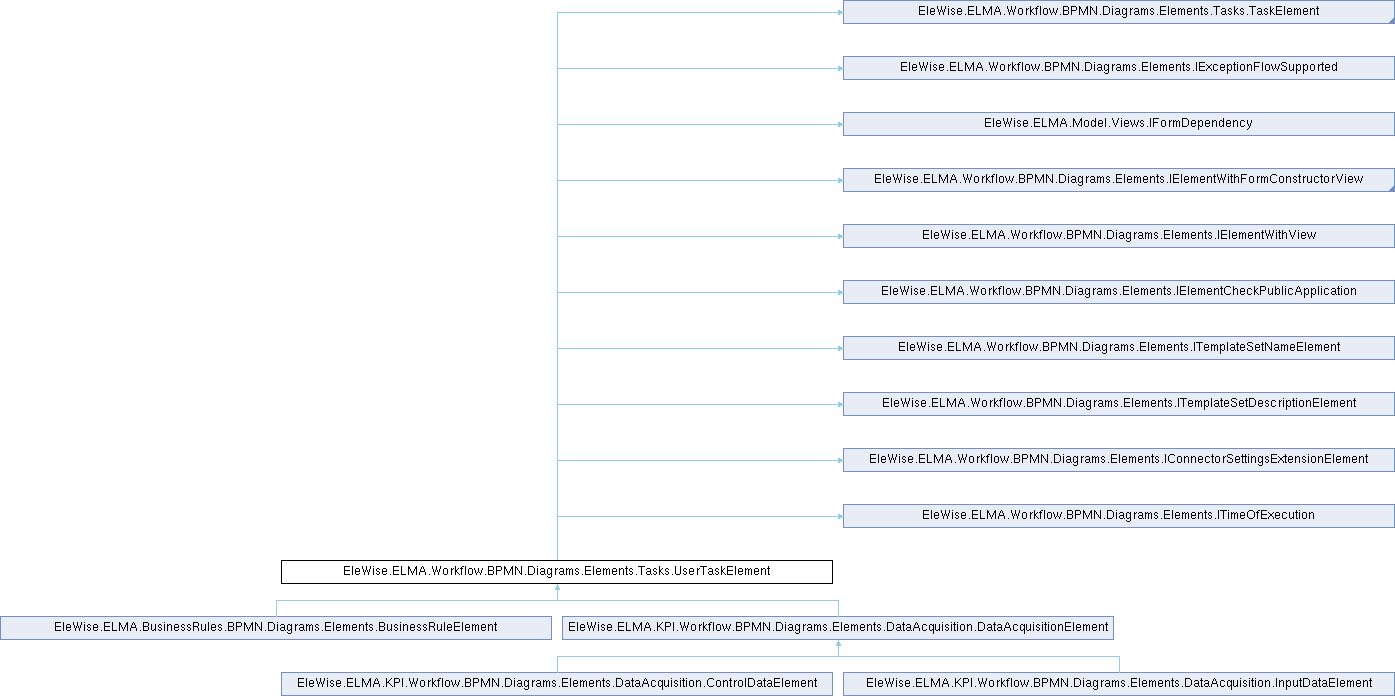 EleWise.ELMA.Workflow.BPMN.Diagrams.Elements.Tasks.TaskElement
EleWise.ELMA.Workflow.BPMN.Diagrams.Elements.IExceptionFlowSupported
EleWise.ELMA.Model.Views.IFormDependency
EleWise.ELMA.Workflow.BPMN.Diagrams.Elements.IElementWithFormConstructorView
EleWise.ELMA.Workflow.BPMN.Diagrams.Elements.IElementWithView
EleWise.ELMA.Workflow.BPMN.Diagrams.Elements.IElementCheckPublicApplication
EleWise.ELMA.Workflow.BPMN.Diagrams.Elements.ITemplateSetNameElement
EleWise.ELMA.Workflow.BPMN.Diagrams.Elements.ITemplateSetDescriptionElement
EleWise.ELMA.Workflow.BPMN.Diagrams.Elements.IConnectorSettingsExtensionElement
EleWise.ELMA.Workflow.BPMN.Diagrams.Elements.ITimeOfExecution
EleWise.ELMA.Workflow.BPMN.Diagrams.Elements.Tasks.UserTaskElement
EleWise.ELMA.BusinessRules.BPMN.Diagrams.Elements.BusinessRuleElement
EleWise.ELMA.KPI.Workflow.BPMN.Diagrams.Elements.DataAcquisition.DataAcquisitionElement
EleWise.ELMA.KPI.Workflow.BPMN.Diagrams.Elements.DataAcquisition.ControlDataElement
EleWise.ELMA.KPI.Workflow.BPMN.Diagrams.Elements.DataAcquisition.InputDataElement